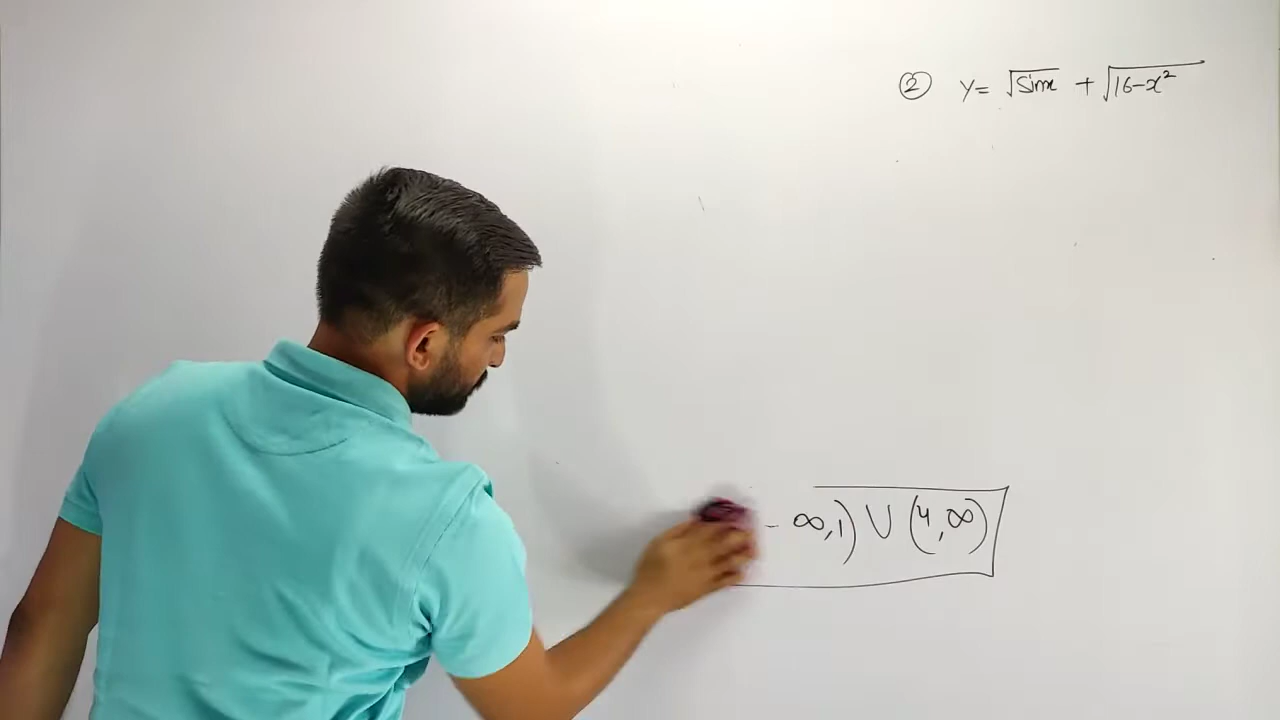 ② y = √sinx + √16-x²
- ∞,1) ∪ (4,∞)